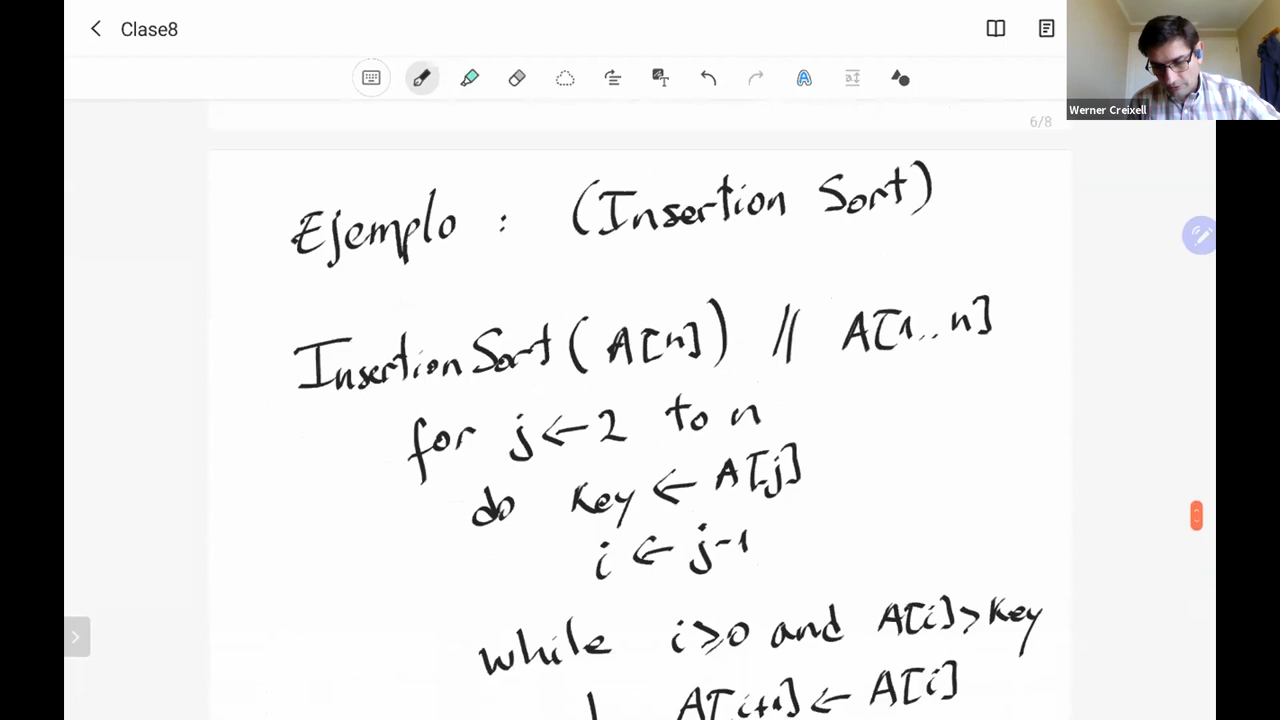 Clase8
Werner Creixell
6/8
Ejemplo : (Insertion Sort)
InsertionSort(A[n]) // A[1..n]
for j ← 2 to n
do Key ← A[j]
i ← j-1
while i≥0 and A[i]>Key
A[i+1] ← A[i]